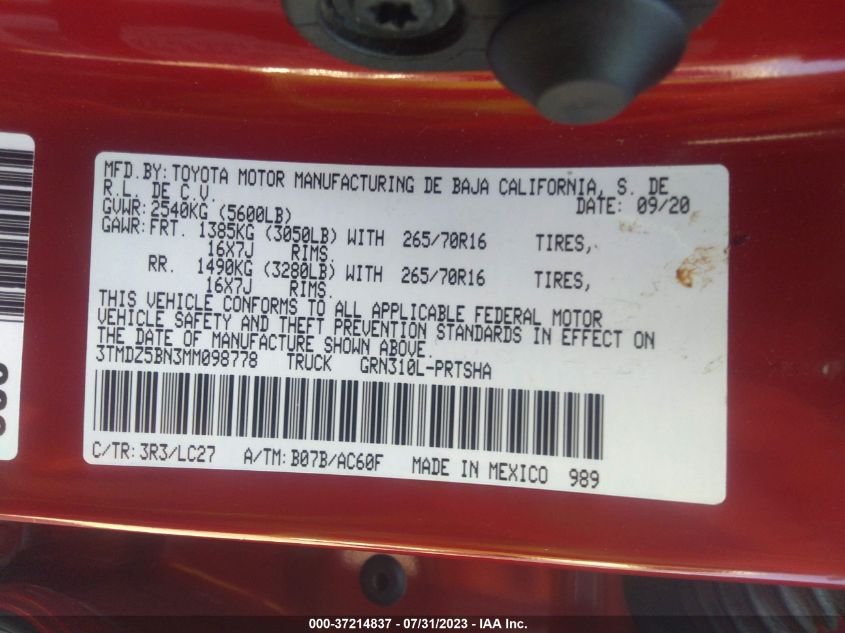 MFD.BY: TOYOTA MOTOR MANUFACTURING DE BAJA CALIFORNIA, S. DE
R.L. DE C.V. DATE: 09/20
GVWR: 2540KG (5600LB)
GAWR: FRT. 1385KG (3050LB) WITH 265/70R16 TIRES,
16X7J RIMS.
RR. 1490KG (3280LB) WITH 265/70R16 TIRES,
16X7J RIMS.
THIS VEHICLE CONFORMS TO ALL APPLICABLE FEDERAL MOTOR
VEHICLE SAFETY AND THEFT PREVENTION STANDARDS IN EFFECT ON
THE DATE OF MANUFACTURE SHOWN ABOVE.
3TMDZ5BN3MM098778 TRUCK GRN310L-PRTSHA
C/TR: 3R3/LC27 A/TM: B07B/AC60F MADE IN MEXICO 989
000-37214837 - 07/31/2023 - IAA Inc.